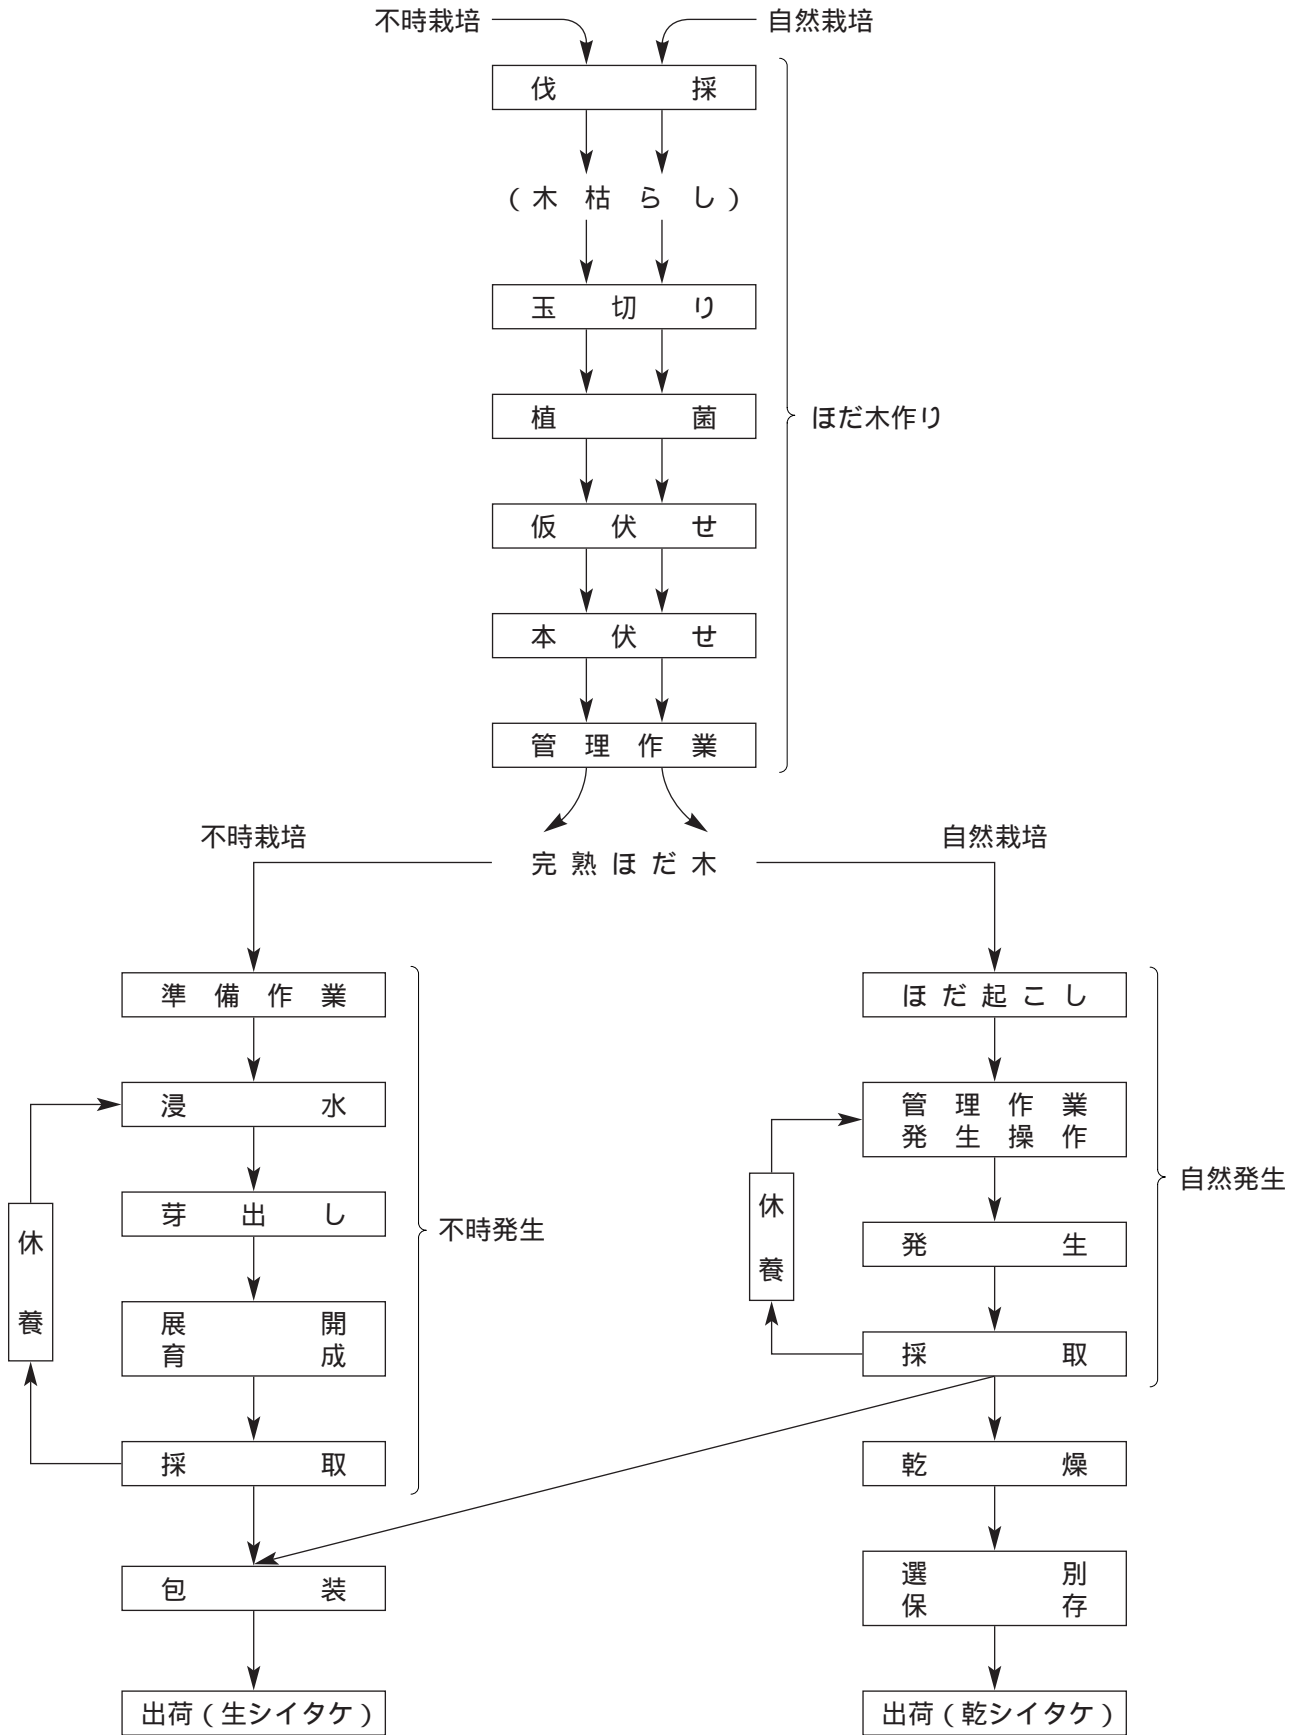 不時栽培
自然栽培
伐採
(木枯らし)
玉切り
植菌
仮伏せ
本伏せ
管理作業
ほだ木作り
完熟ほだ木
不時栽培
準備作業
浸水
芽出し
展開
育成
採取
休養
不時発生
包装
出荷(生シイタケ)
自然栽培
ほだ起こし
管理作業
発生操作
発生
採取
休養
自然発生
乾燥
選別
保存
出荷(乾シイタケ)